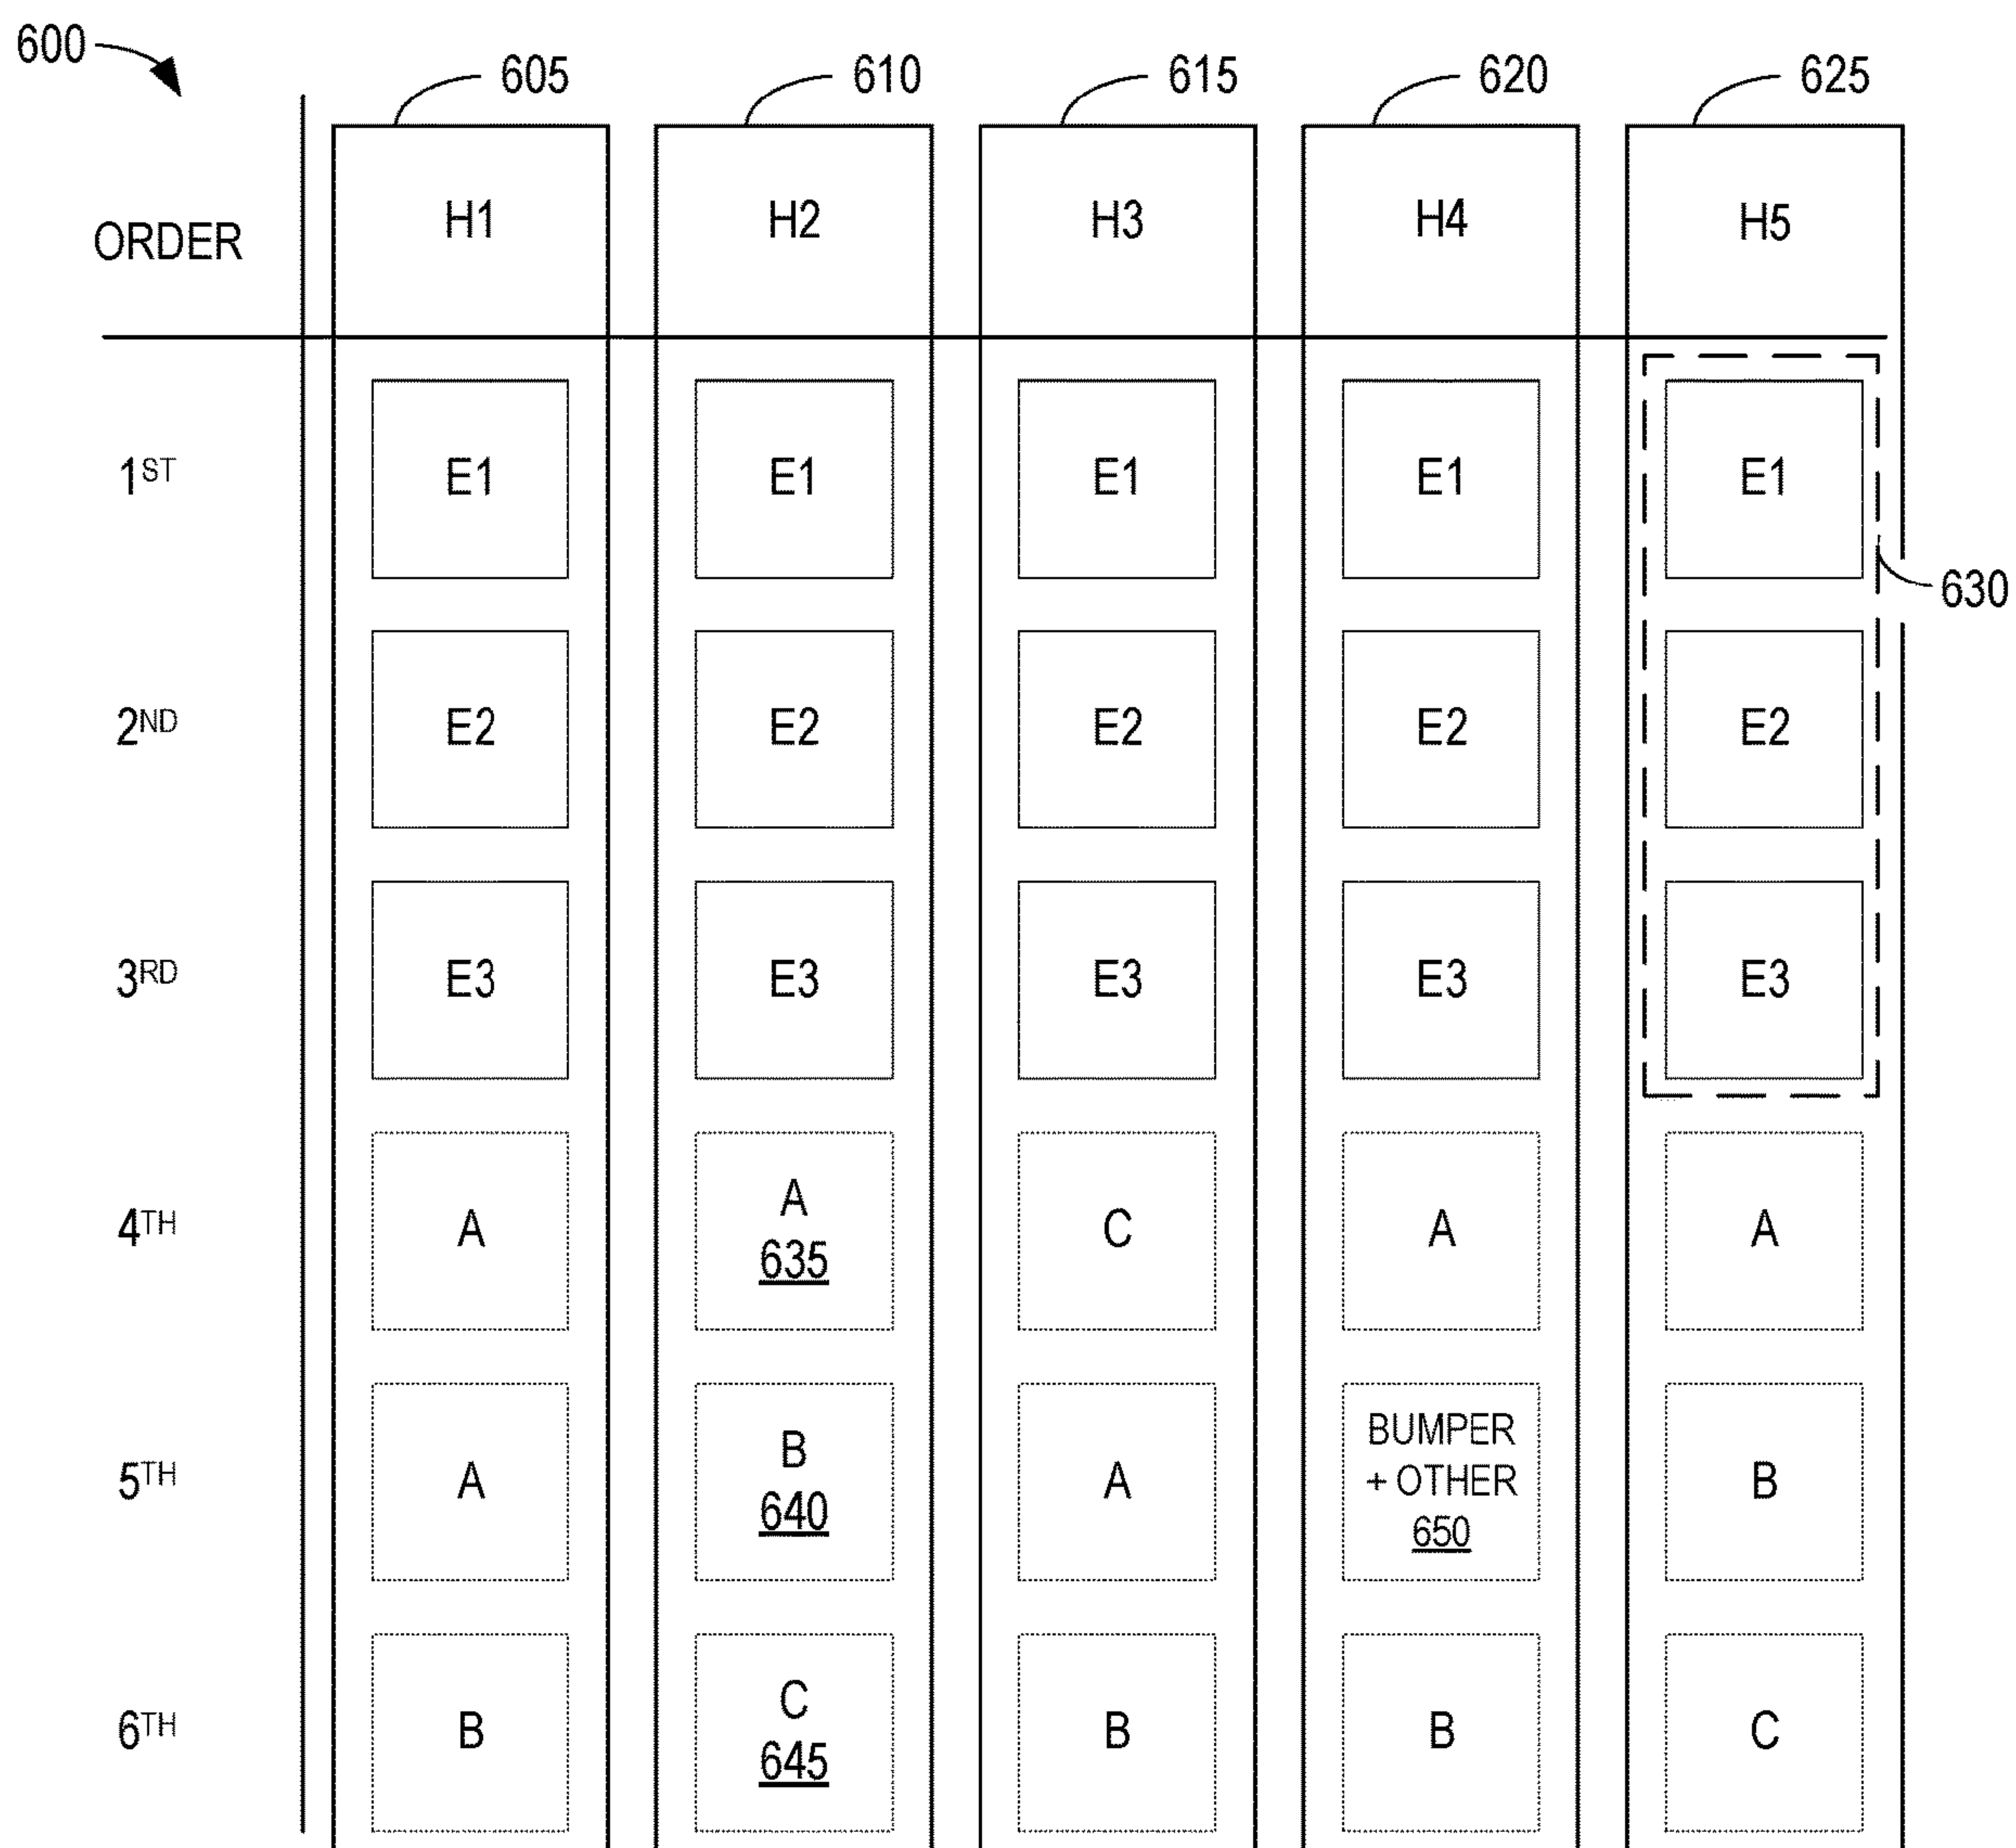 600
605 610 615 620 625
ORDER H1 H2 H3 H4 H5
1ST E1 E1 E1 E1 E1
630
2ND E2 E2 E2 E2 E2
3RD E3 E3 E3 E3 E3
4TH A A 635 C A A
5TH A B 640 A BUMPER + OTHER 650 B
6TH B C 645 B B C